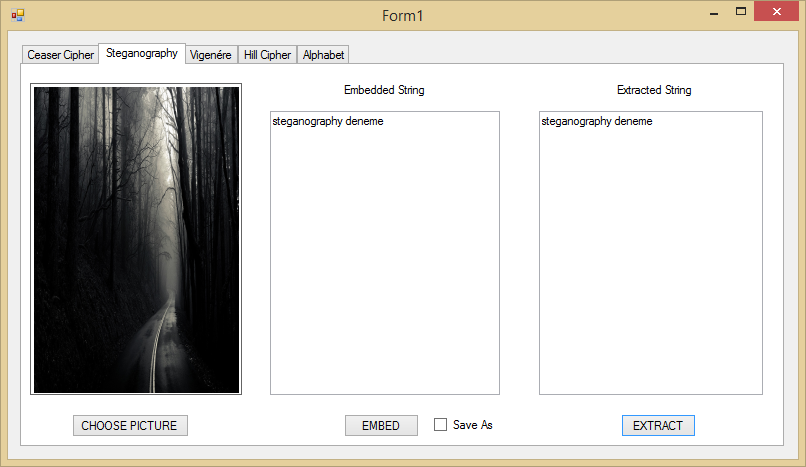 Form1
Ceaser Cipher
Steganography
Vigenére
Hill Cipher
Alphabet
Embedded String
Extracted String
steganography deneme
steganography deneme
CHOOSE PICTURE
EMBED
Save As
EXTRACT